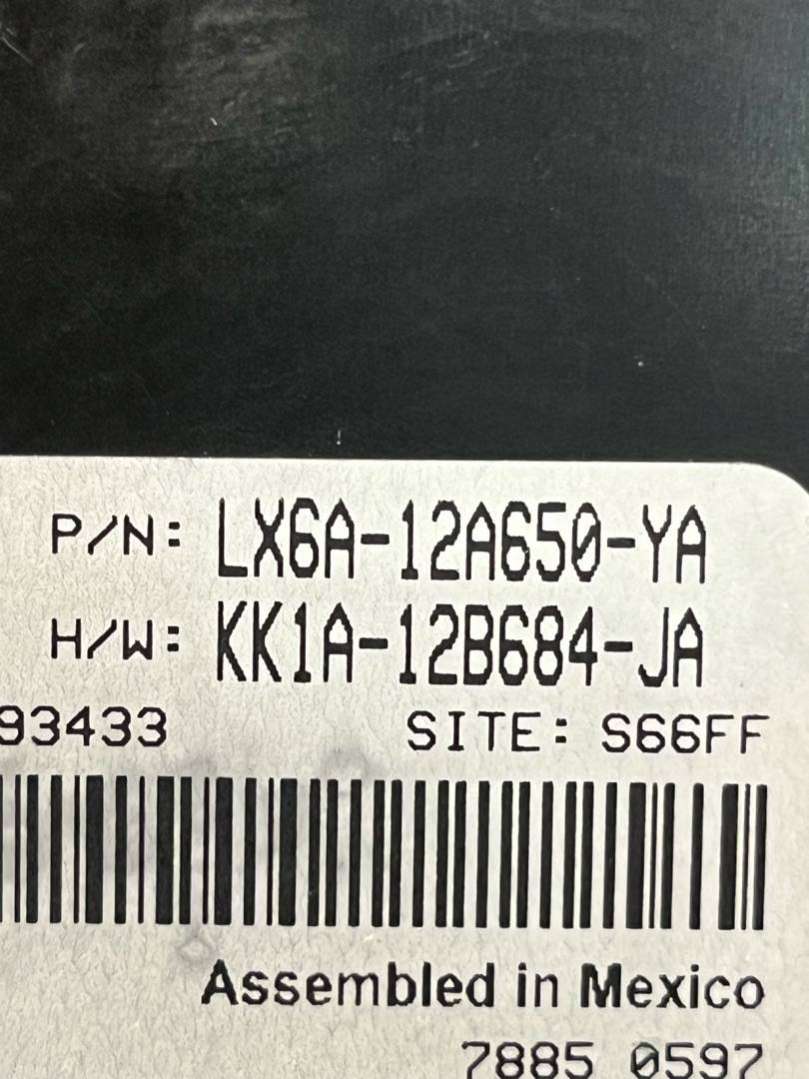 P/N: LX6A-12A650-YA
H/W: KK1A-12B684-JA
93433 SITE: S66FF
Assembled in Mexico
7885 0597